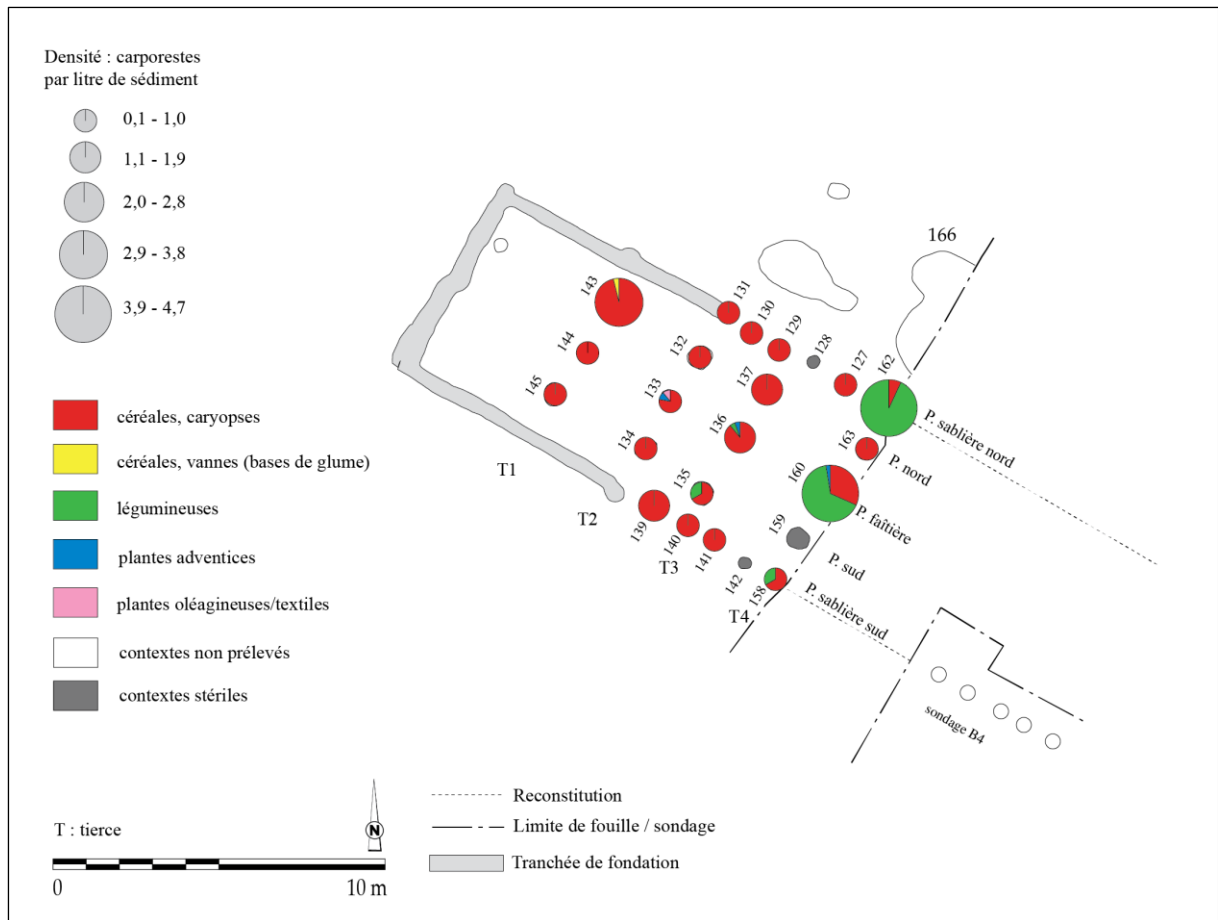 Densité : carporestes
par litre de sédiment
0,1 - 1,0
1,1 - 1,9
2,0 - 2,8
2,9 - 3,8
3,9 - 4,7
céréales, caryopses
céréales, vannes (bases de glume)
légumineuses
plantes adventices
plantes oléagineuses/textiles
contextes non prélevés
contextes stériles
T : tierce
0
10 m
N
Reconstitution
Limite de fouille / sondage
Tranchée de fondation
166
143
131
130
129
128
127
162
144
132
137
145
133
136
163
134
135
160
139
140
141
142
159
158
T1
T2
T3
T4
P. sablière nord
P. nord
P. faîtière
P. sud
P. sablière sud
sondage B4